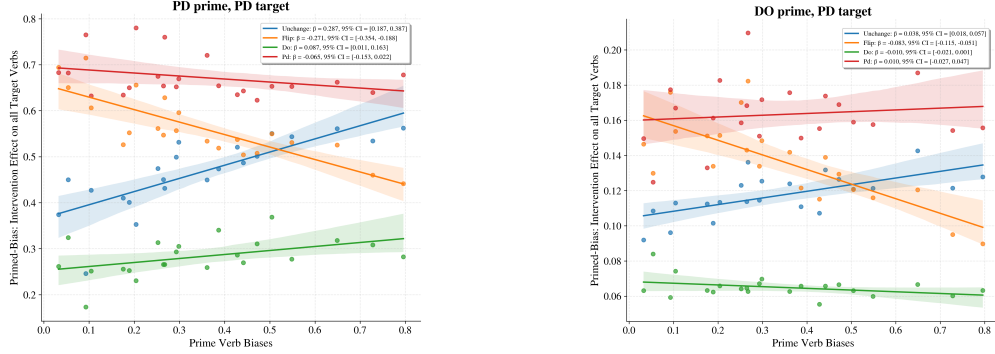 PD prime, PD target
Unchange: β = 0.287, 95% CI = [0.187, 0.387]
Flip: β = -0.271, 95% CI = [-0.354, -0.188]
Do: β = 0.087, 95% CI = [0.011, 0.163]
Pd: β = -0.065, 95% CI = [-0.153, 0.022]
Primed-Bias: Intervention Effect on all Target Verbs
0.8
0.7
0.6
0.5
0.4
0.3
0.2
0.0 0.1 0.2 0.3 0.4 0.5 0.6 0.7 0.8
Prime Verb Biases
DO prime, PD target
Unchange: β = 0.038, 95% CI = [0.018, 0.057]
Flip: β = -0.083, 95% CI = [-0.115, -0.051]
Do: β = -0.010, 95% CI = [-0.021, 0.001]
Pd: β = 0.010, 95% CI = [-0.027, 0.047]
Primed-Bias: Intervention Effect on all Target Verbs
0.20
0.18
0.16
0.14
0.12
0.10
0.08
0.06
0.0 0.1 0.2 0.3 0.4 0.5 0.6 0.7 0.8
Prime Verb Biases